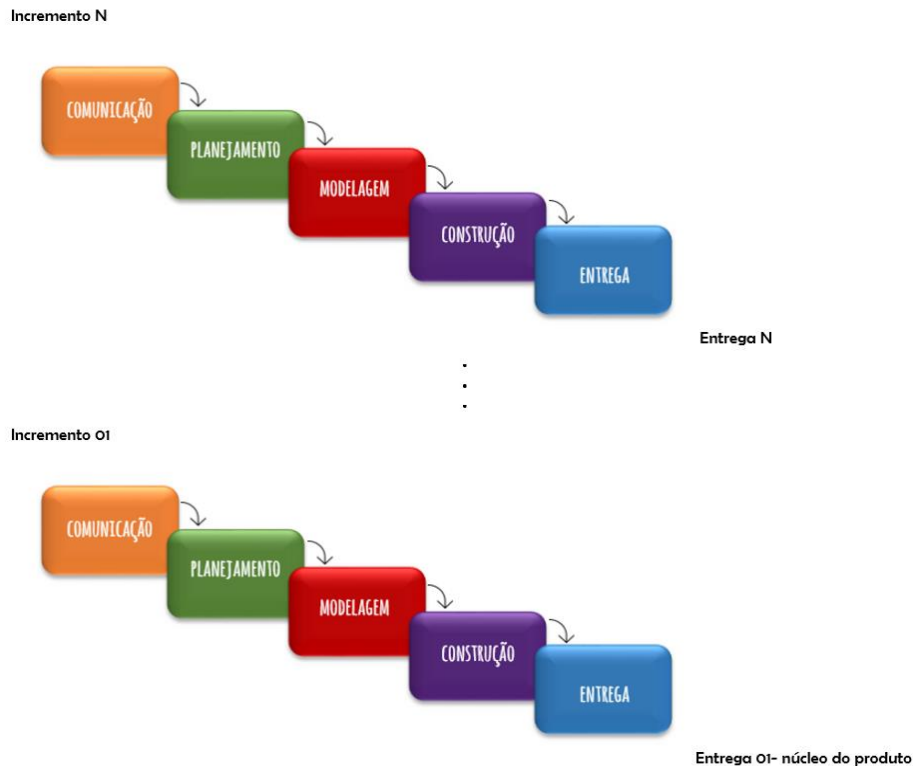 Incremento N
COMUNICAÇÃO
PLANEJAMENTO
MODELAGEM
CONSTRUÇÃO
ENTREGA
Entrega N
Incremento 01
COMUNICAÇÃO
PLANEJAMENTO
MODELAGEM
CONSTRUÇÃO
ENTREGA
Entrega 01- núcleo do produto